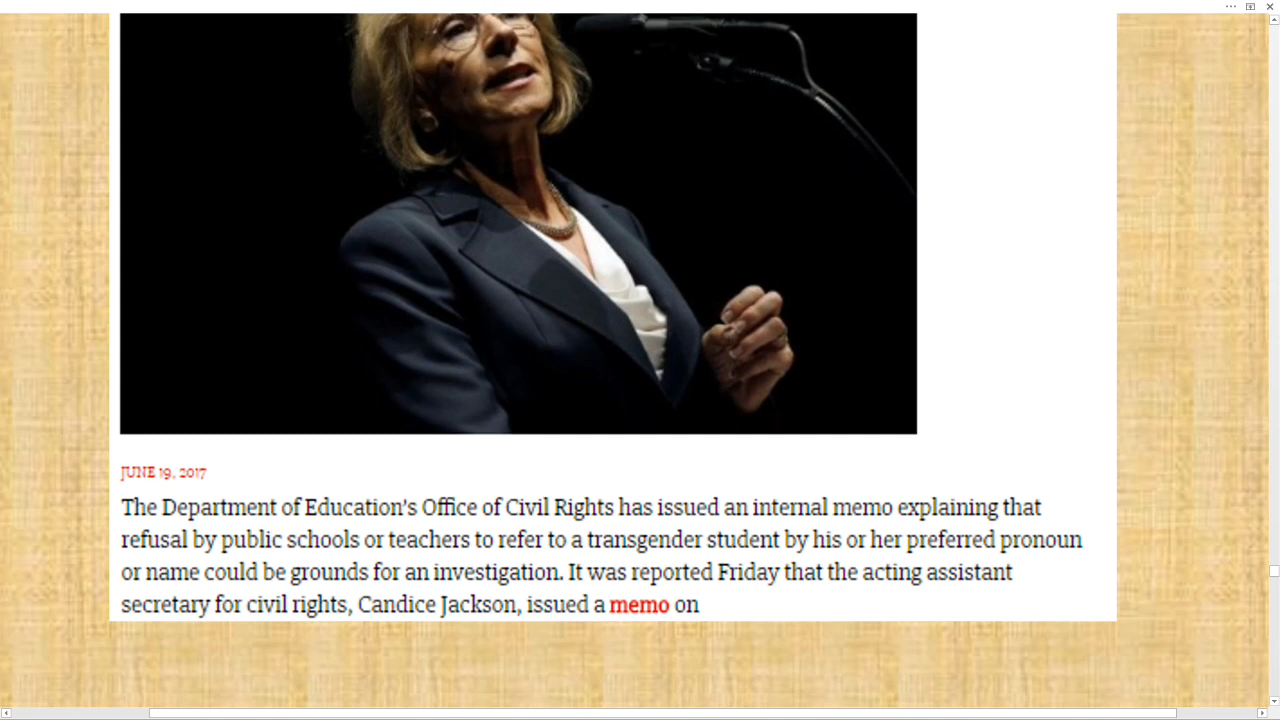 JUNE 19, 2017
The Department of Education's Office of Civil Rights has issued an internal memo explaining that
refusal by public schools or teachers to refer to a transgender student by his or her preferred pronoun
or name could be grounds for an investigation. It was reported Friday that the acting assistant
secretary for civil rights, Candice Jackson, issued a memo on